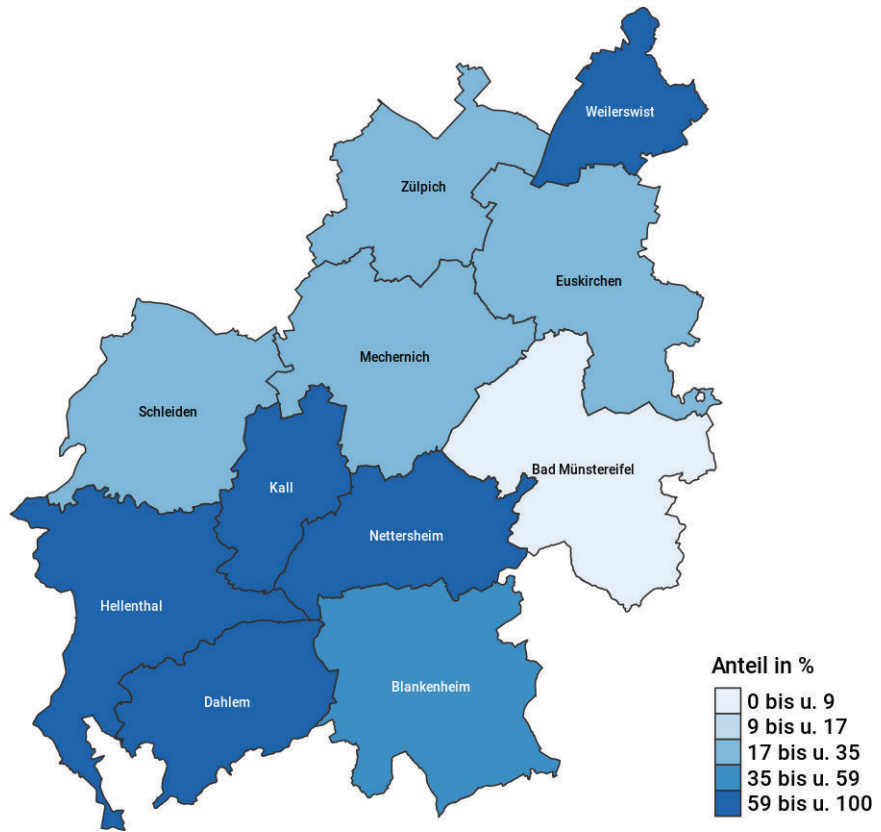 Weilerswist
Zülpich
Euskirchen
Mechernich
Schleiden
Bad Münstereifel
Kall
Nettersheim
Hellenthal
Blankenheim
Dahlem
Anteil in %
0 bis u. 9
9 bis u. 17
17 bis u. 35
35 bis u. 59
59 bis u. 100